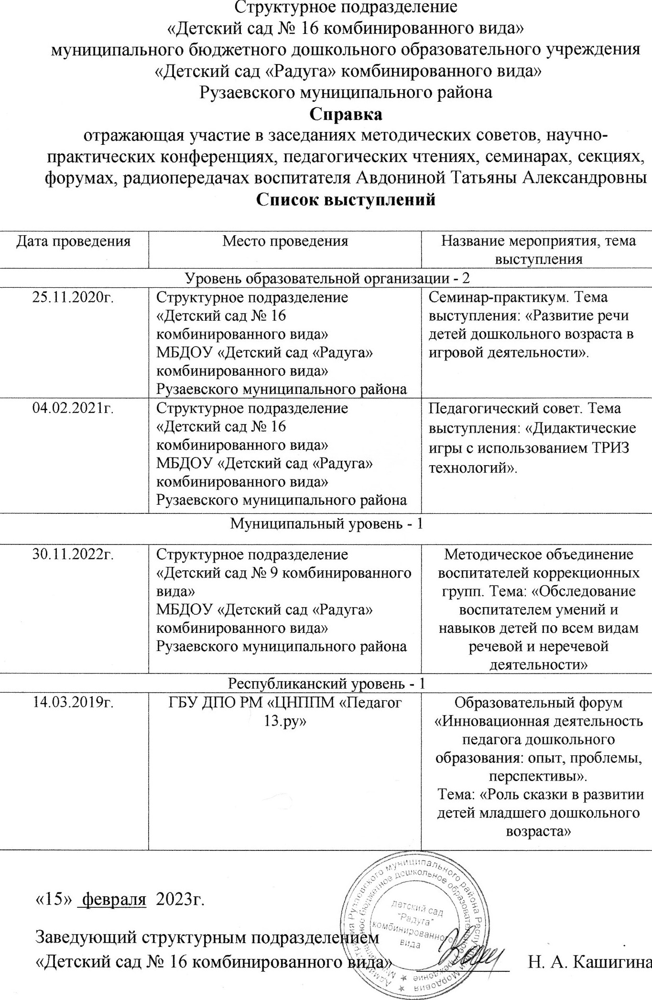 Структурное подразделение
«Детский сад № 16 комбинированного вида»
муниципального бюджетного дошкольного образовательного учреждения
«Детский сад «Радуга» комбинированного вида»
Рузаевского муниципального района
Справка
отражающая участие в заседаниях методических советов, научно-
практических конференциях, педагогических чтениях, семинарах, секциях,
форумах, радиопередачах воспитателя Авдониной Татьяны Александровны
Список выступлений
Дата проведения
Место проведения
Название мероприятия, тема
выступления
Уровень образовательной организации - 2
25.11.2020г.
Структурное подразделение
«Детский сад № 16
комбинированного вида»
МБДОУ «Детский сад «Радуга»
комбинированного вида»
Рузаевского муниципального района
Семинар-практикум. Тема
выступления: «Развитие речи
детей дошкольного возраста в
игровой деятельности».
04.02.2021г.
Структурное подразделение
«Детский сад № 16
комбинированного вида»
МБДОУ «Детский сад «Радуга»
комбинированного вида»
Рузаевского муниципального района
Педагогический совет. Тема
выступления: «Дидактические
игры с использованием ТРИЗ
технологий».
Муниципальный уровень - 1
30.11.2022г.
Структурное подразделение
«Детский сад № 9 комбинированного
вида»
МБДОУ «Детский сад «Радуга»
комбинированного вида»
Рузаевского муниципального района
Методическое объединение
воспитателей коррекционных
групп. Тема: «Обследование
воспитателем умений и
навыков детей по всем видам
речевой и неречевой
деятельности»
Республиканский уровень - 1
14.03.2019г.
ГБУ ДПО РМ «ЦНППМ «Педагог
13.ру»
Образовательный форум
«Инновационная деятельность
педагога дошкольного
образования: опыт, проблемы,
перспективы».
Тема: «Роль сказки в развитии
детей младшего дошкольного
возраста»
«15» февраля 2023г.
Заведующий структурным подразделением
«Детский сад № 16 комбинированного вида»
Н. А. Кашигина
Администрация Рузаевского муниципального района Республики Мордовия
Муниципальное бюджетное дошкольное образовательное учреждение
детский сад
"Радуга"
комбинированного
вида